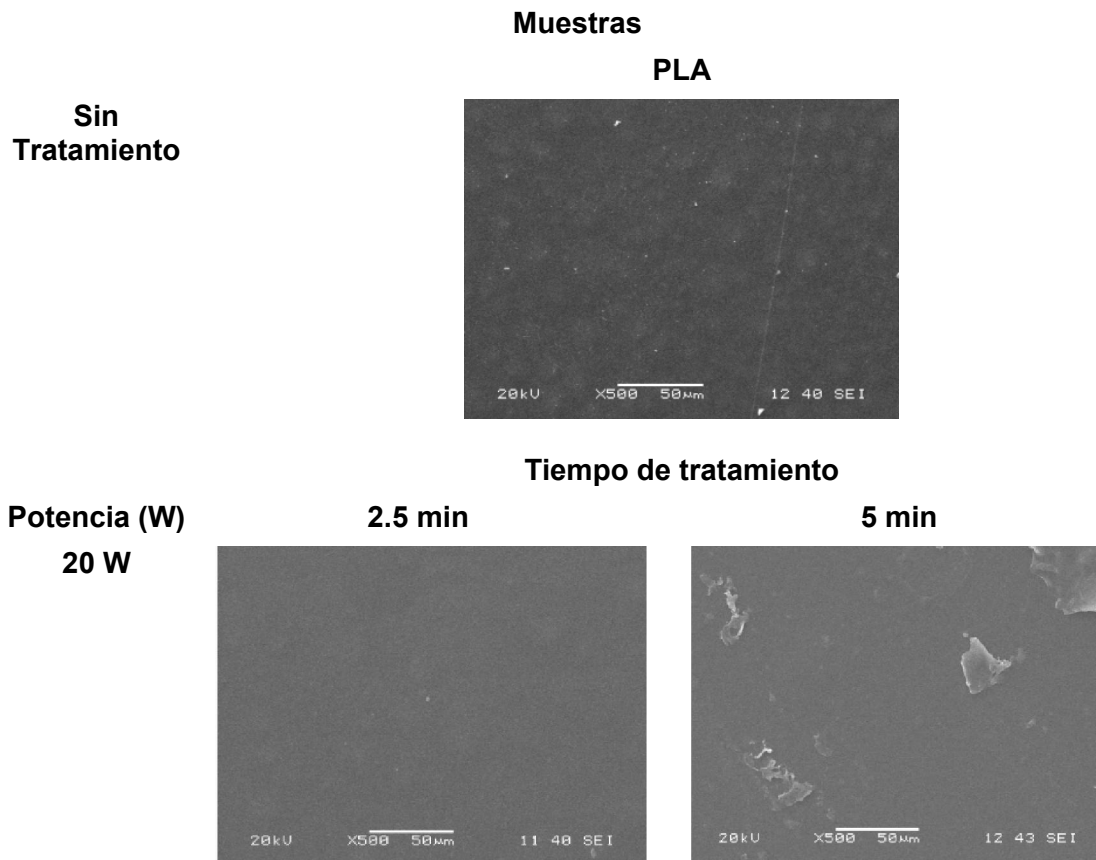 Muestras
PLA
Sin
Tratamiento
20kV X500 50µm 12 40 SEI
Tiempo de tratamiento
Potencia (W) 2.5 min 5 min
20 W
20kV X500 50µm 11 40 SEI
20kV X500 50µm 12 43 SEI